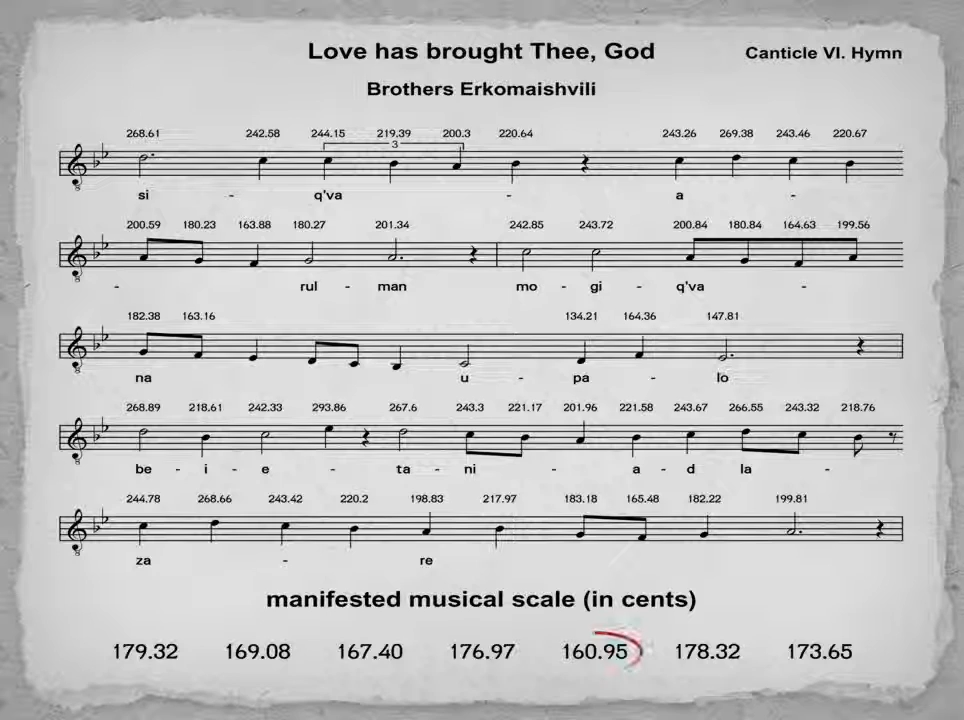 Love has brought Thee, God
Canticle VI. Hymn
Brothers Erkomaishvili
268.61 242.58 244.15 219.39 200.3 220.64 243.26 269.38 243.46 220.67
3
si - q'va - a -
200.59 180.23 163.88 180.27 201.34 242.85 243.72 200.84 180.84 164.63 199.56
- rul - man mo - gi - q'va -
182.38 163.16 134.21 164.36 147.81
na u - pa - lo
268.89 218.61 242.33 293.86 267.6 243.3 221.17 201.96 221.58 243.67 266.55 243.32 218.76
be - i - e - ta - ni - a - d la -
244.78 268.66 243.42 220.2 198.83 217.97 183.18 165.48 182.22 199.81
za - re
manifested musical scale (in cents)
179.32 169.08 167.40 176.97 160.95 178.32 173.65